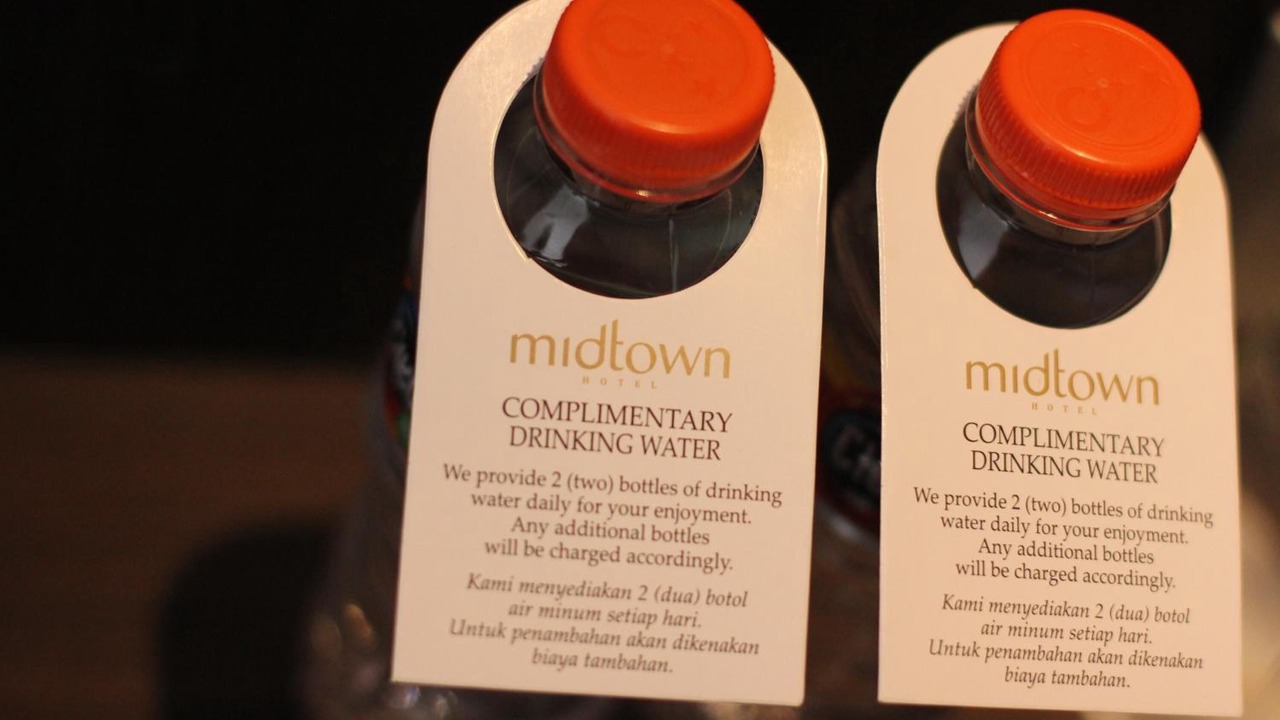 midtown
HOTEL
COMPLIMENTARY
DRINKING WATER
We provide 2 (two) bottles of drinking
water daily for your enjoyment.
Any additional bottles
will be charged accordingly.
Kami menyediakan 2 (dua) botol
air minum setiap hari.
Untuk penambahan akan dikenakan
biaya tambahan.
midtown
HOTEL
COMPLIMENTARY
DRINKING WATER
We provide 2 (two) bottles of drinking
water daily for your enjoyment.
Any additional bottles
will be charged accordingly.
Kami menyediakan 2 (dua) botol
air minum setiap hari.
Untuk penambahan akan dikenakan
biaya tambahan.